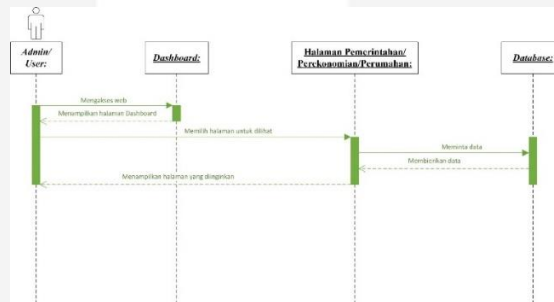 Admin/
User:
Dashboard:
Halaman Pemerintahan/
Perekonomian/Perumahan:
Database:
Mengakses web
Menampilkan halaman Dashboard
Memilih halaman untuk dilihat
Meminta data
Memberikan data
Menampilkan halaman yang diinginkan